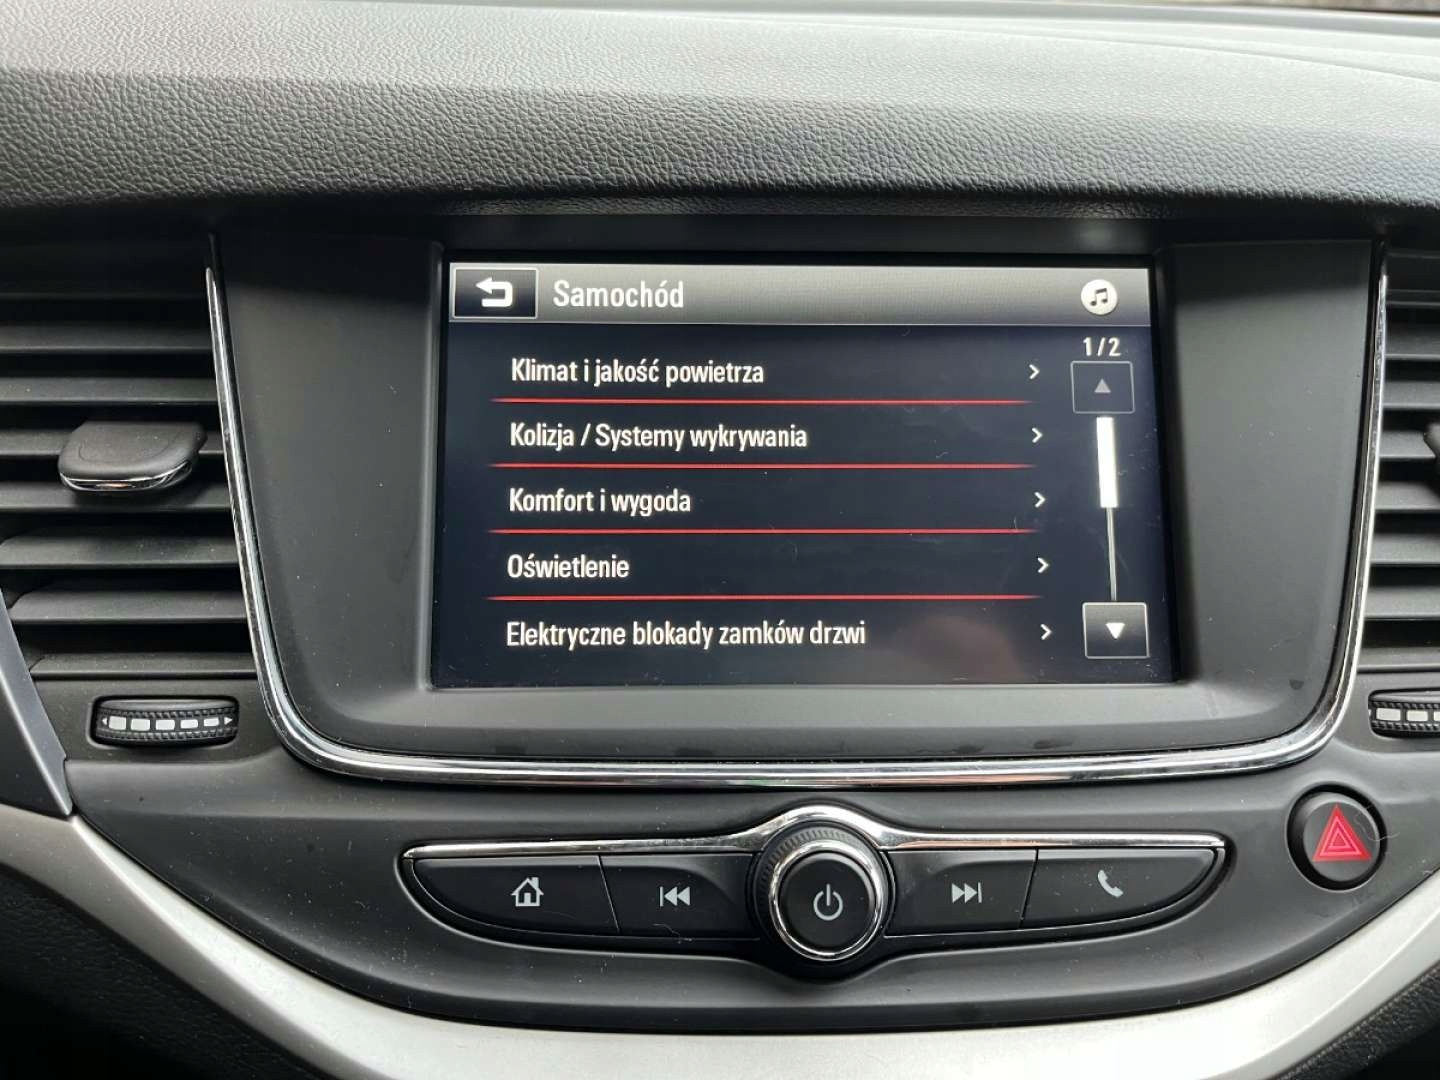 Samochód
1/2
Klimat i jakość powietrza
Kolizja / Systemy wykrywania
Komfort i wygoda
Oświetlenie
Elektryczne blokady zamków drzwi